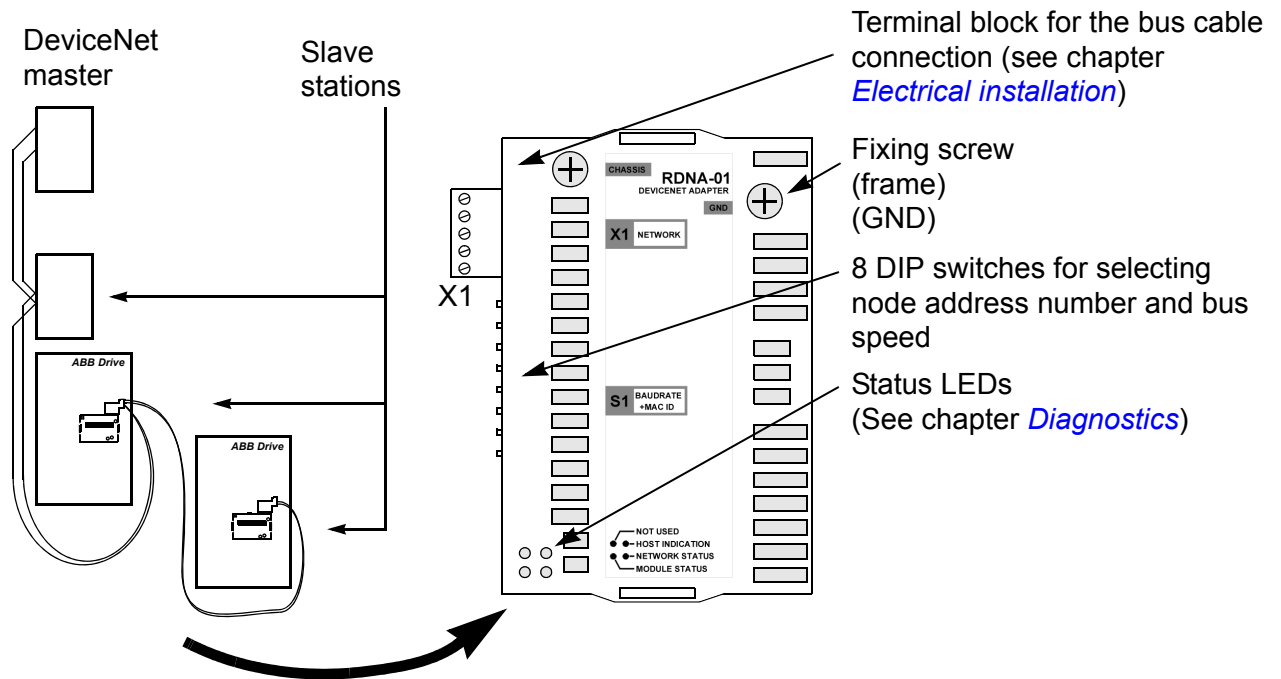 DeviceNet
master
Slave
stations
ABB Drive
ABB Drive
X1
CHASSIS
RDNA-01
DEVICENET ADAPTER
GND
X1 NETWORK
S1 BAUDRATE
+MAC ID
NOT USED
HOST INDICATION
NETWORK STATUS
MODULE STATUS
Terminal block for the bus cable
connection (see chapter
Electrical installation)
Fixing screw
(frame)
(GND)
8 DIP switches for selecting
node address number and bus
speed
Status LEDs
(See chapter Diagnostics)